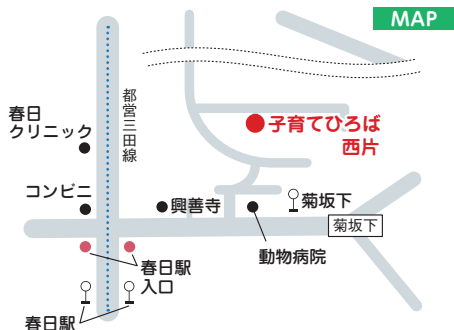 MAP
春日
クリニック
都営三田線
子育てひろば
西片
コンビニ
興善寺
菊坂下
菊坂下
動物病院
春日駅
入口
春日駅